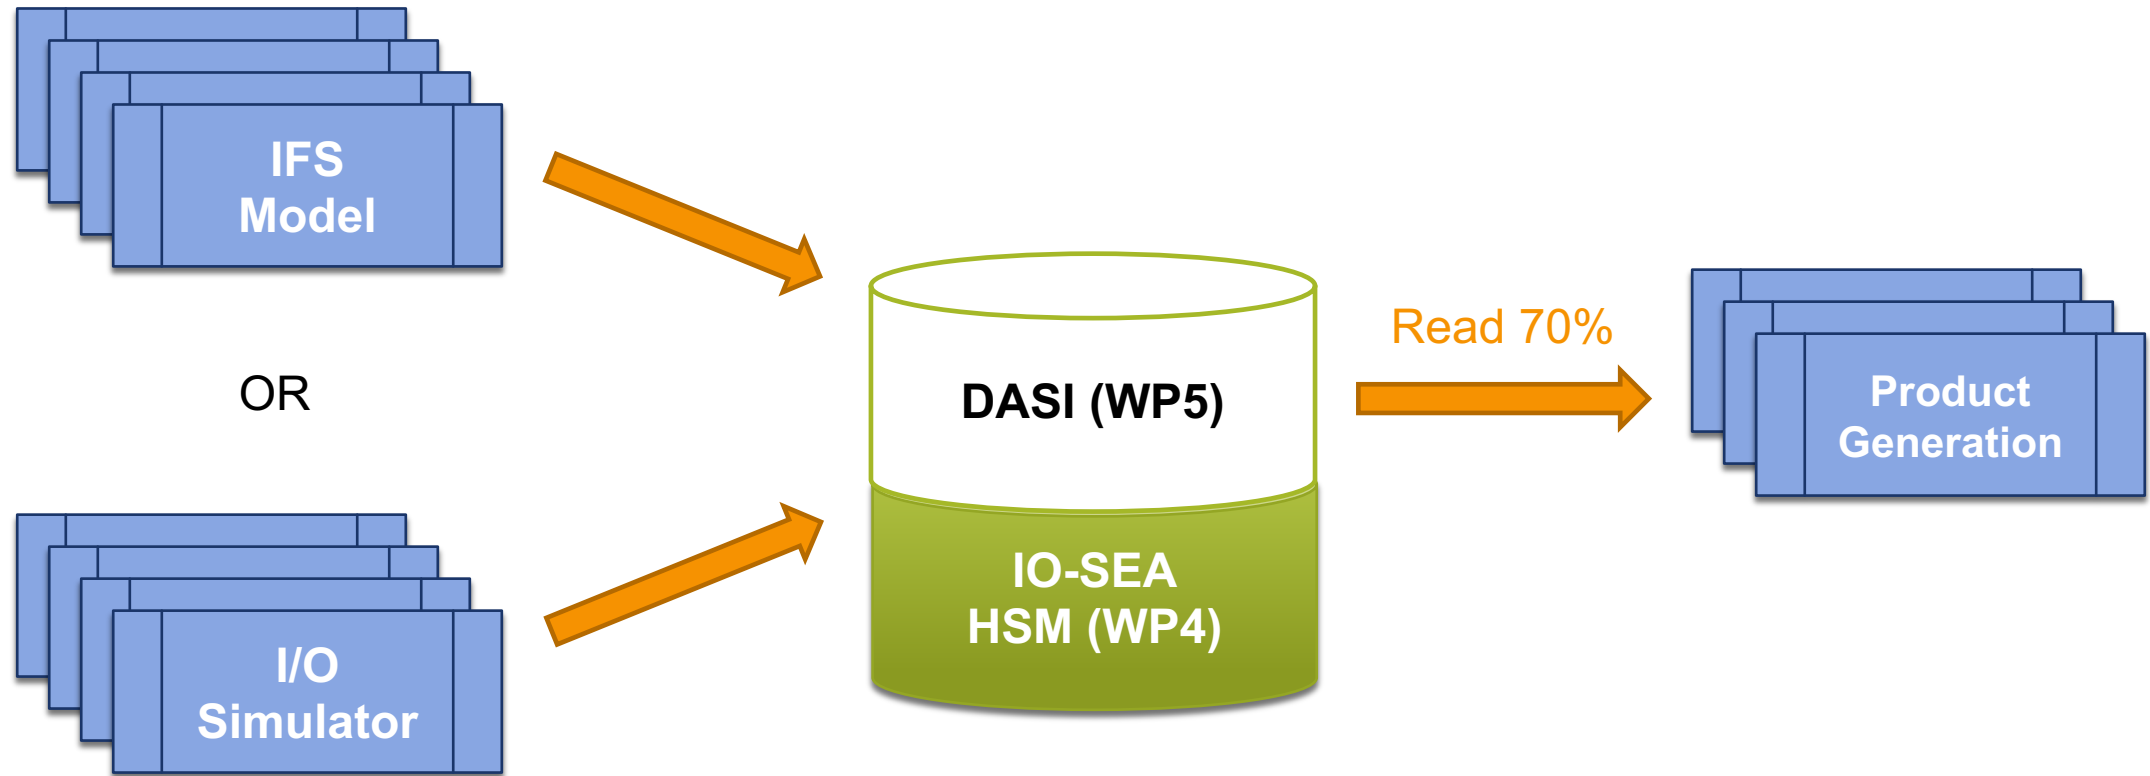 IFS
Model
OR
I/O
Simulator
DASI (WP5)
IO-SEA
HSM (WP4)
Read 70%
Product
Generation